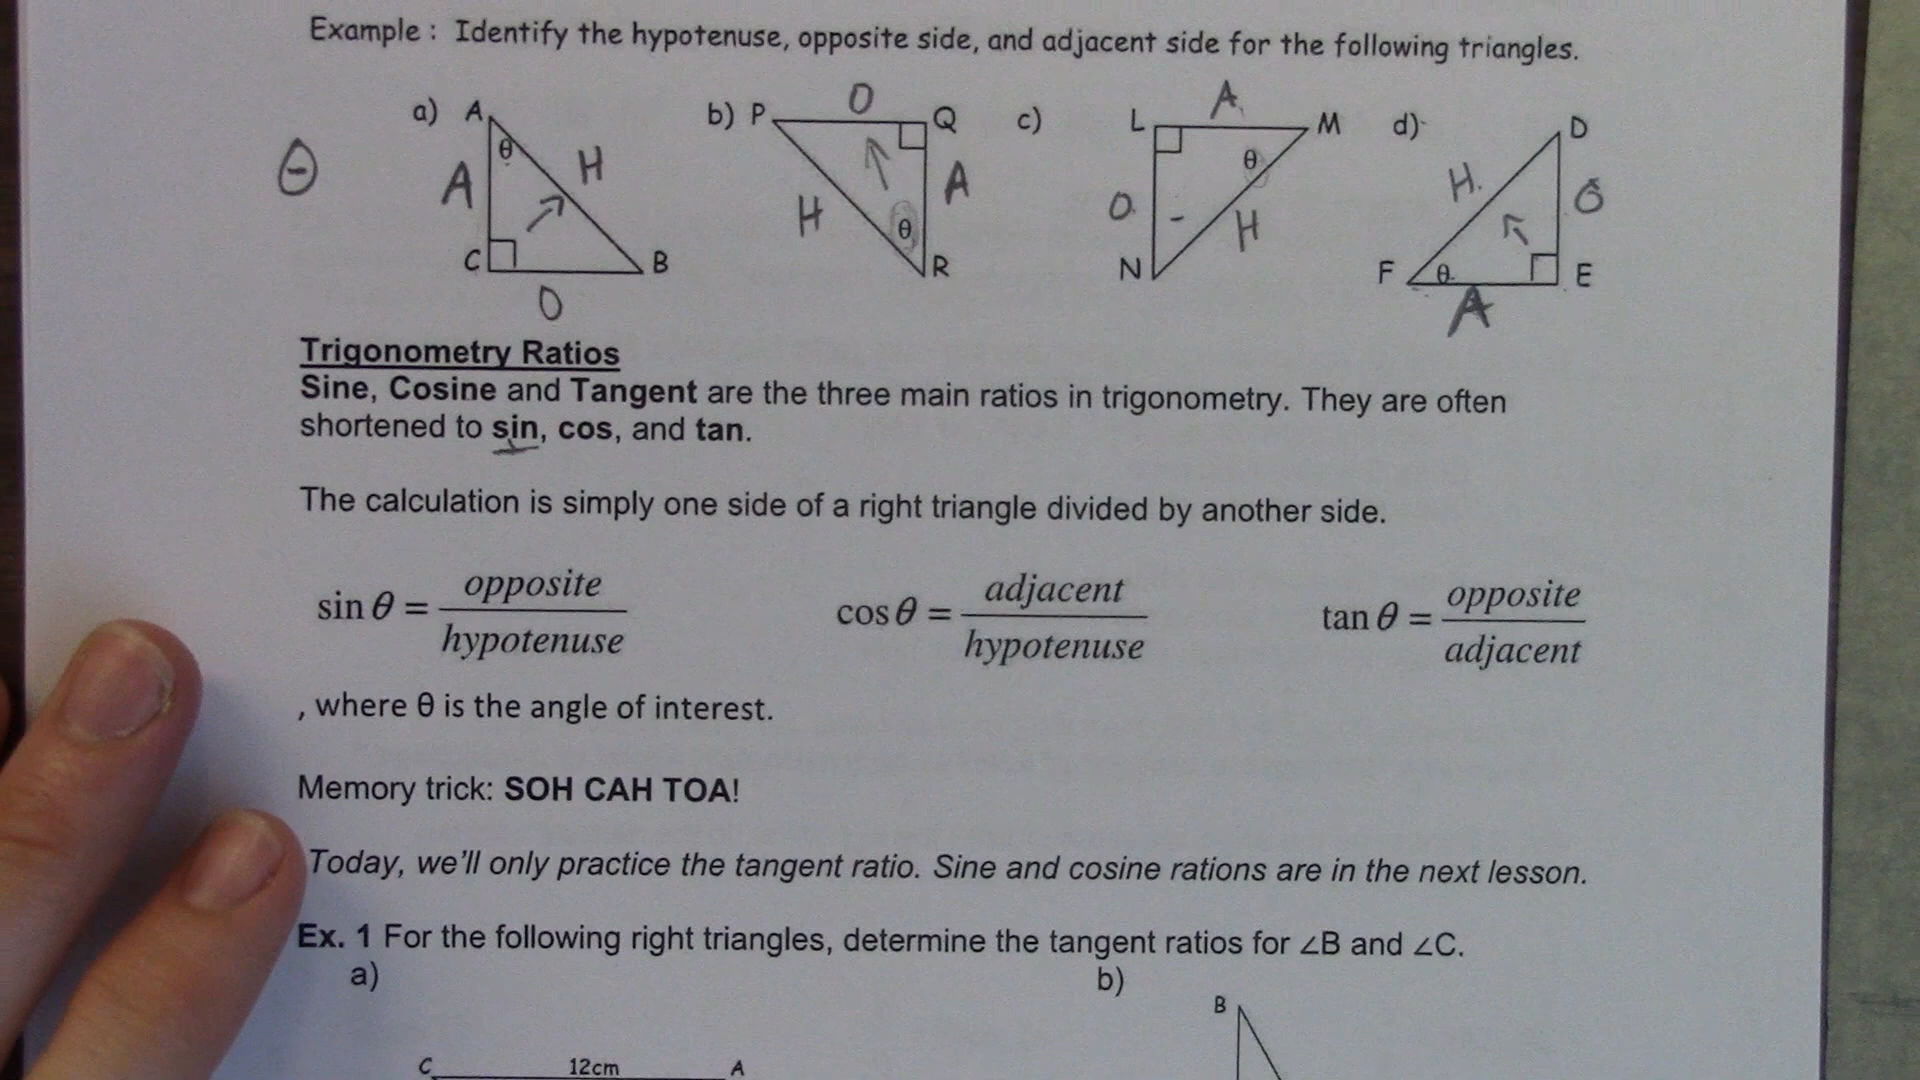 Example : Identify the hypotenuse, opposite side, and adjacent side for the following triangles.
a) A θ C B A H O
b) P Q R θ O A H
c) L M N θ A O H
d) D E F θ H O A
θ
Trigonometry Ratios
Sine, Cosine and Tangent are the three main ratios in trigonometry. They are often
shortened to sin, cos, and tan.
The calculation is simply one side of a right triangle divided by another side.
sin θ = opposite / hypotenuse cos θ = adjacent / hypotenuse tan θ = opposite / adjacent
, where θ is the angle of interest.
Memory trick: SOH CAH TOA!
Today, we'll only practice the tangent ratio. Sine and cosine rations are in the next lesson.
Ex. 1 For the following right triangles, determine the tangent ratios for ∠B and ∠C.
a) b)
B
C 12cm A